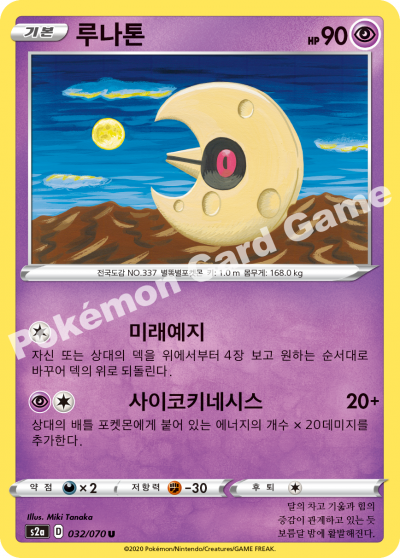 기본 루나톤 HP 90
전국도감 NO.337 별똥별포켓몬 키: 1.0 m 몸무게: 168.0 kg
Pokémon Card Game
미래예지
자신 또는 상대의 덱을 위에서부터 4장 보고 원하는 순서대로
바꾸어 덱의 위로 되돌린다.
사이코키네시스 20+
상대의 배틀 포켓몬에게 붙어 있는 에너지의 개수 × 20데미지를
추가한다.
약점 ×2 저항력 -30 후퇴
Illus. Miki Tanaka
s2a D 032/070 U
달의 차고 기욺과 힘의
증감이 관계하고 있는 듯
보름달 밤에 활발해진다.
©2020 Pokémon/Nintendo/Creatures/GAME FREAK.